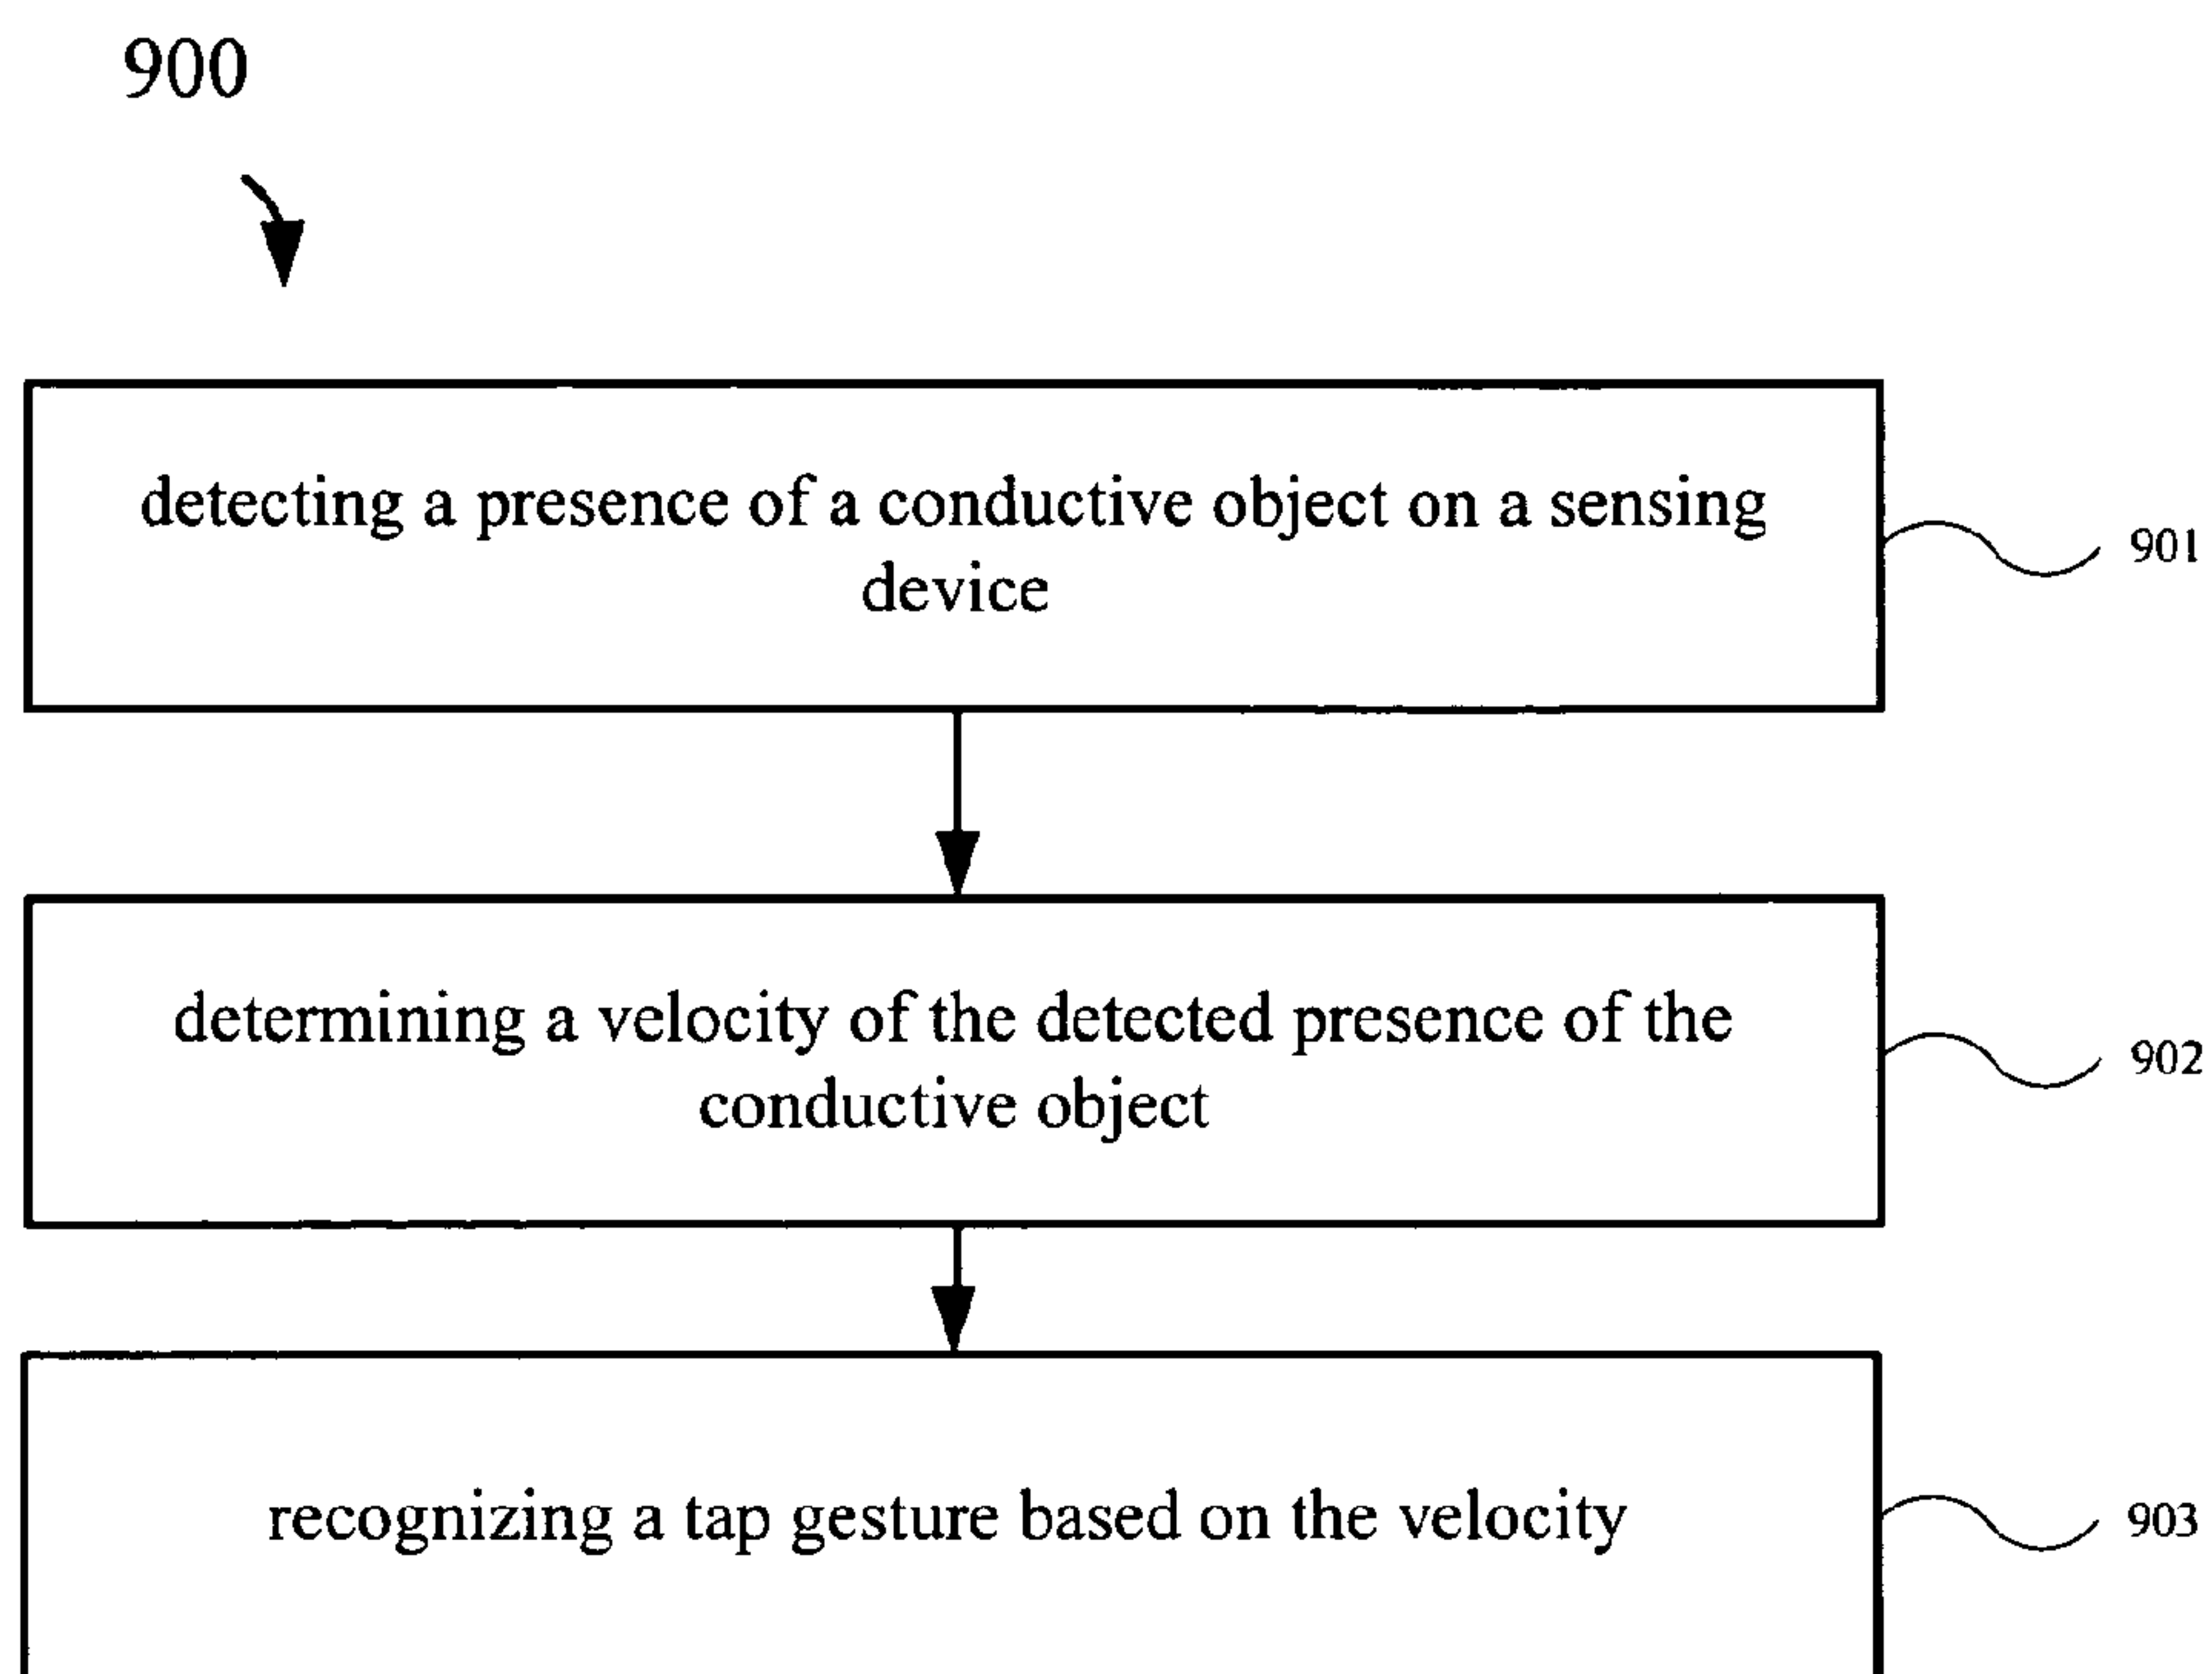 900
detecting a presence of a conductive object on a sensing
device
901
determining a velocity of the detected presence of the
conductive object
902
recognizing a tap gesture based on the velocity
903